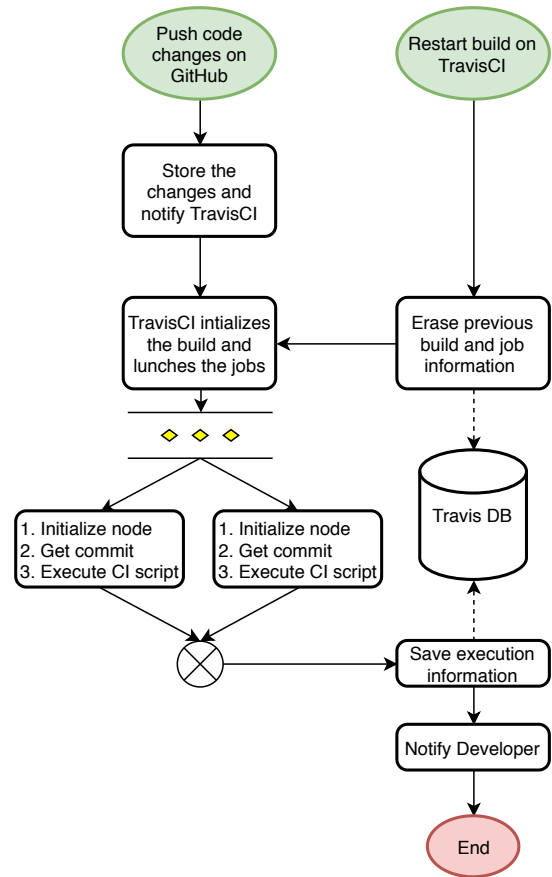 Push code
changes on
GitHub
Restart build on
TravisCI
Store the
changes and
notify TravisCI
TravisCI intializes
the build and
lunches the jobs
Erase previous
build and job
information
Travis DB
1. Initialize node
2. Get commit
3. Execute CI script
1. Initialize node
2. Get commit
3. Execute CI script
Save execution
information
Notify Developer
End